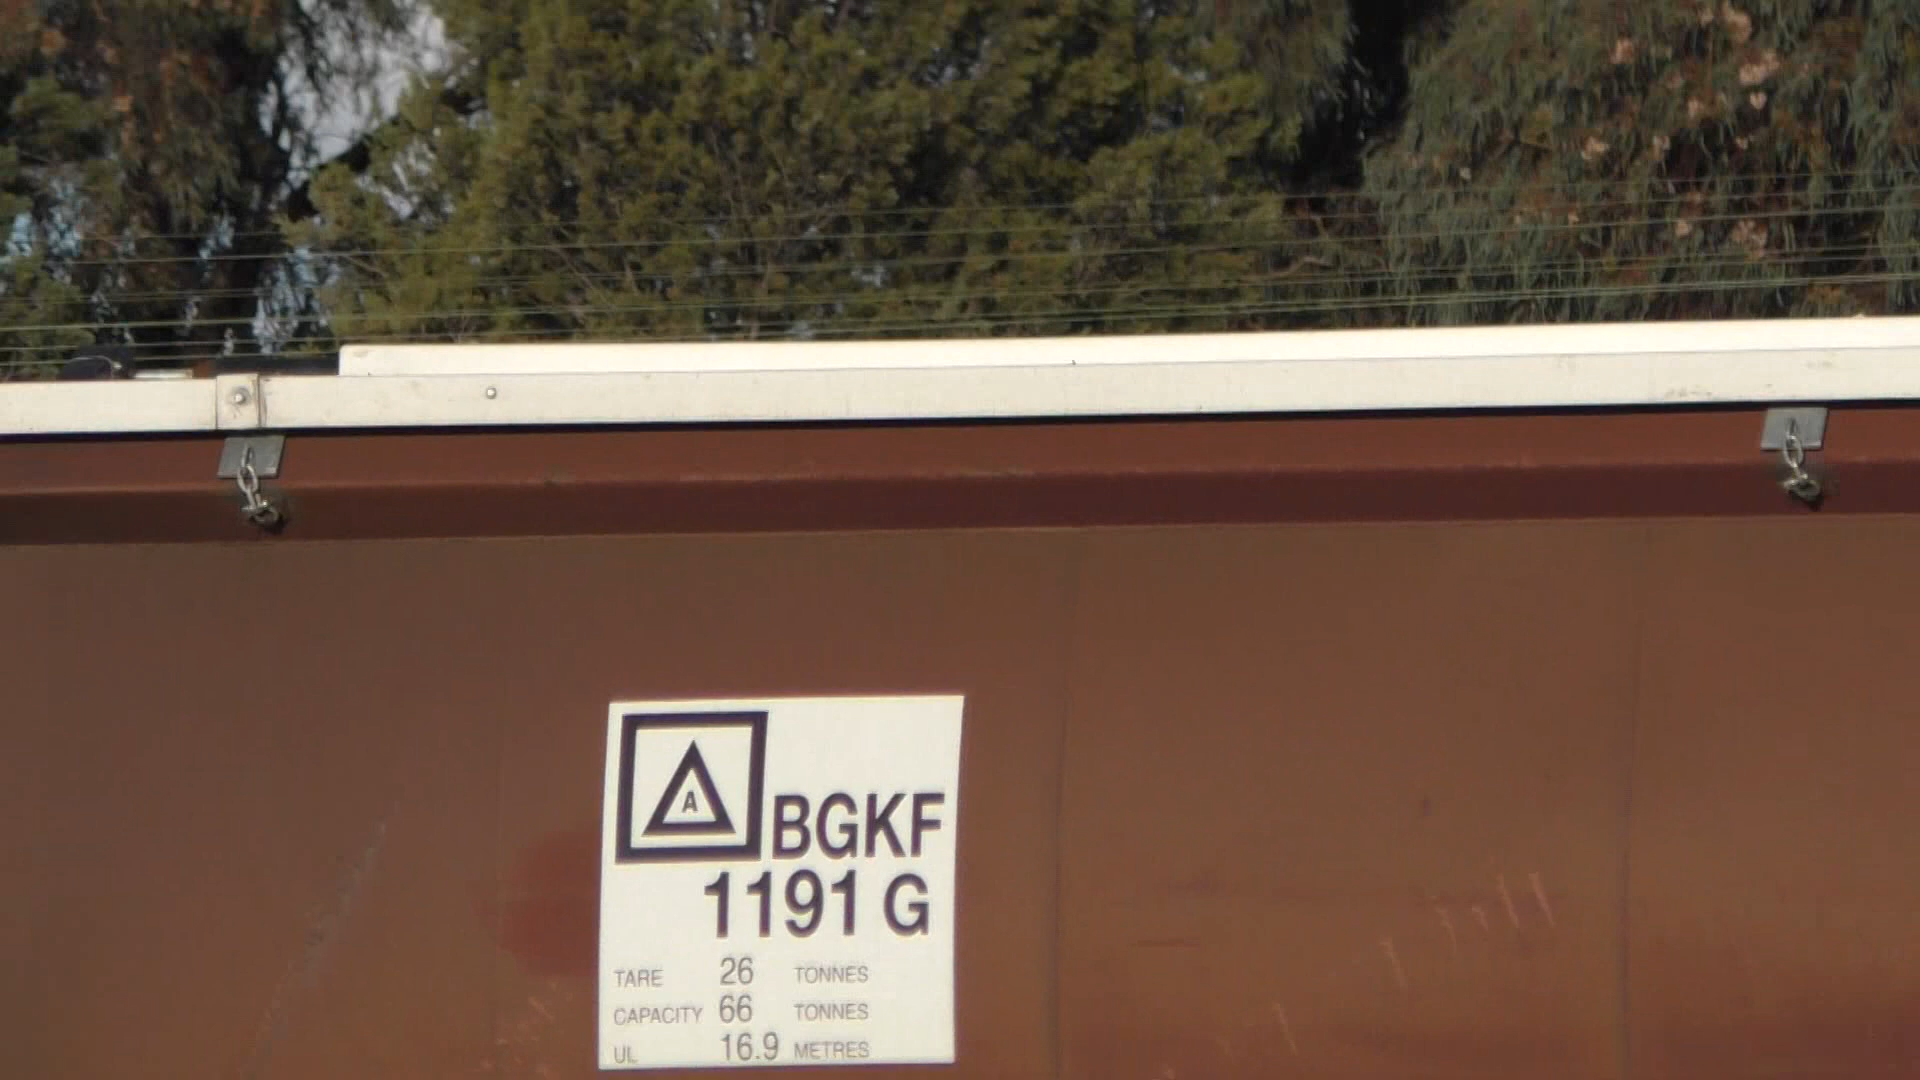 A
BGKF
1191 G
TARE 26 TONNES
CAPACITY 66 TONNES
UL 16.9 METRES